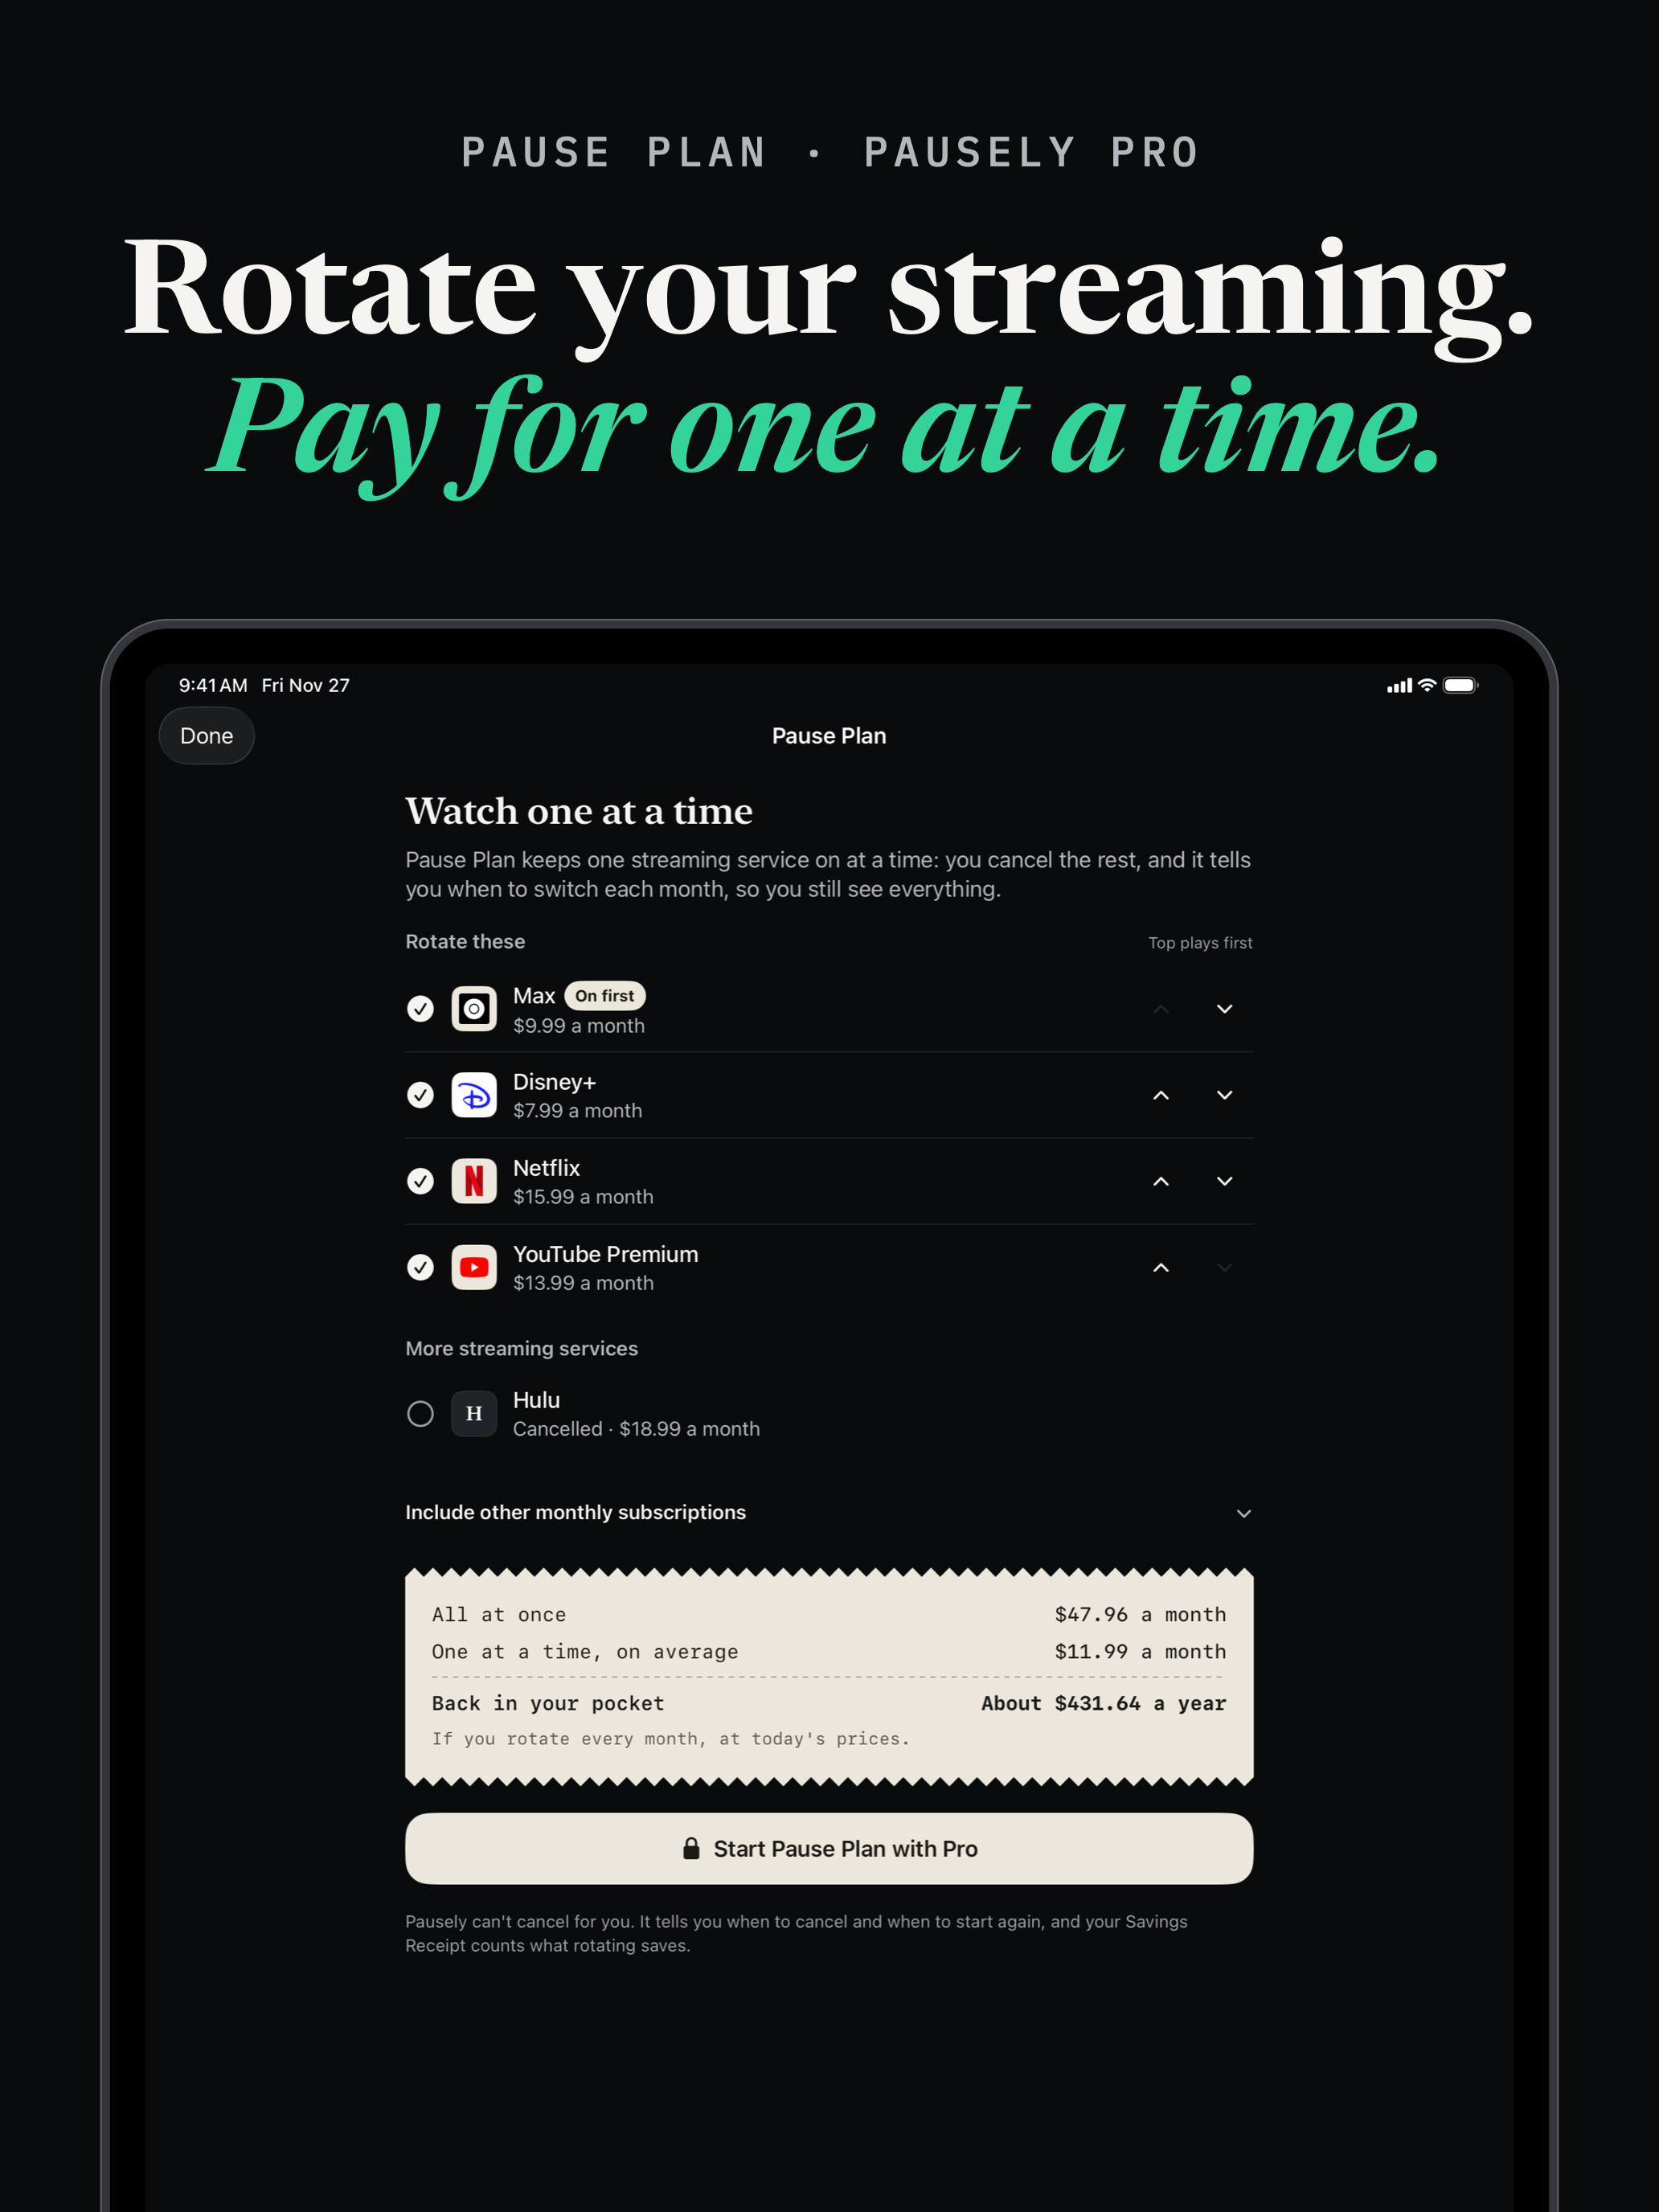 PAUSE PLAN · PAUSELY PRO
Rotate your streaming.
Pay for one at a time.
9:41 AM Fri Nov 27
Done
Pause Plan
Watch one at a time
Pause Plan keeps one streaming service on at a time: you cancel the rest, and it tells
you when to switch each month, so you still see everything.
Rotate these
Top plays first
Max
On first
$9.99 a month
Disney+
$7.99 a month
N
Netflix
$15.99 a month
YouTube Premium
$13.99 a month
More streaming services
H
Hulu
Cancelled · $18.99 a month
Include other monthly subscriptions
All at once $47.96 a month
One at a time, on average $11.99 a month
Back in your pocket About $431.64 a year
If you rotate every month, at today's prices.
Start Pause Plan with Pro
Pausely can't cancel for you. It tells you when to cancel and when to start again, and your Savings
Receipt counts what rotating saves.